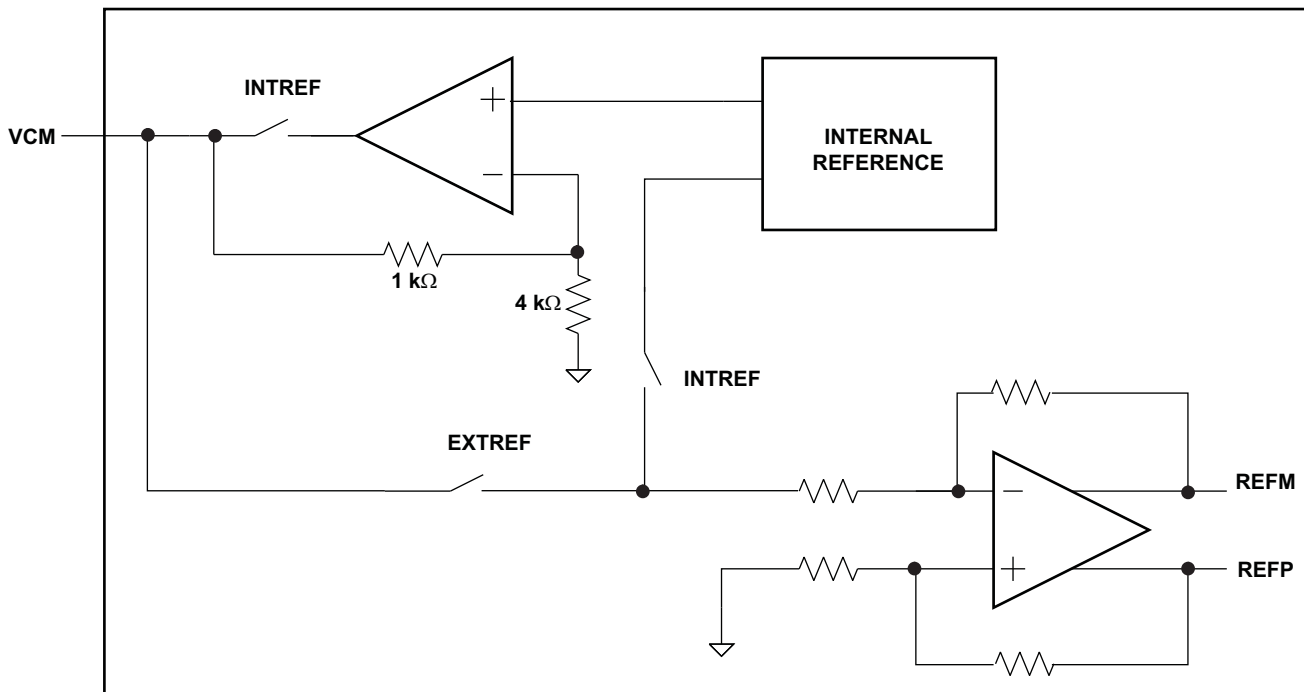 INTREF
VCM
INTERNAL
REFERENCE
1 kΩ
4 kΩ
INTREF
EXTREF
REFM
REFP